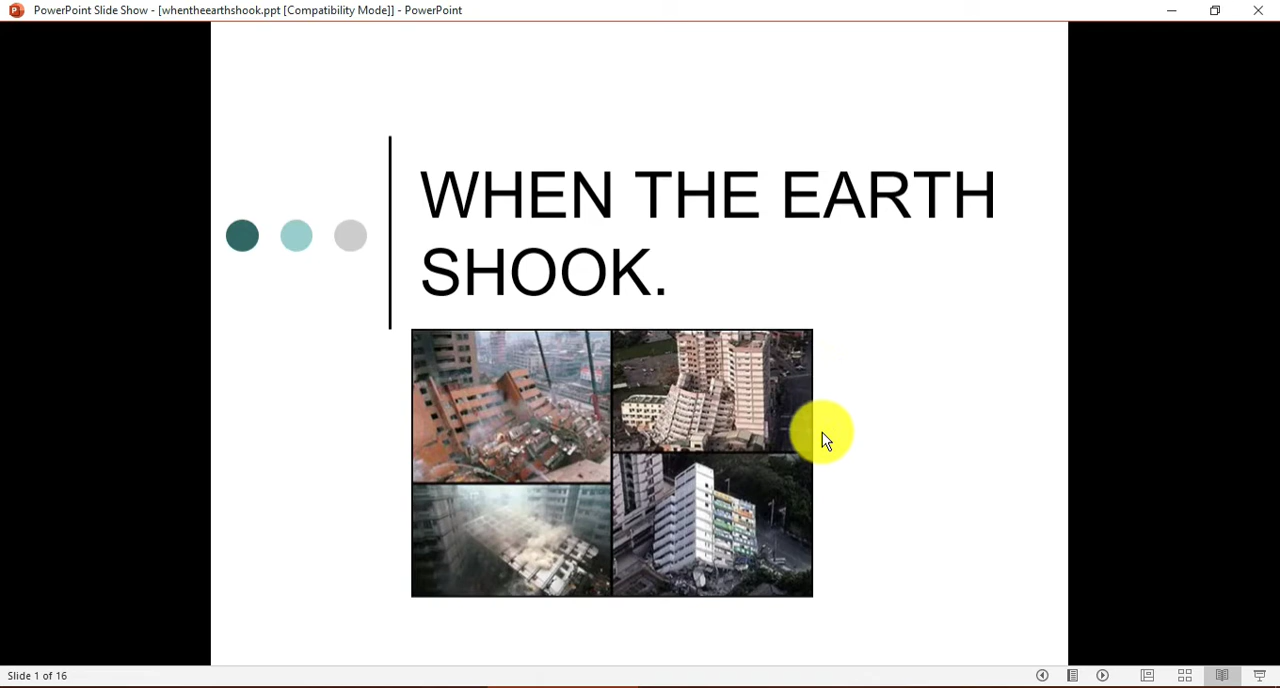 PowerPoint Slide Show - [whentheearthshook.ppt [Compatibility Mode]] - PowerPoint
WHEN THE EARTH
SHOOK.
Slide 1 of 16